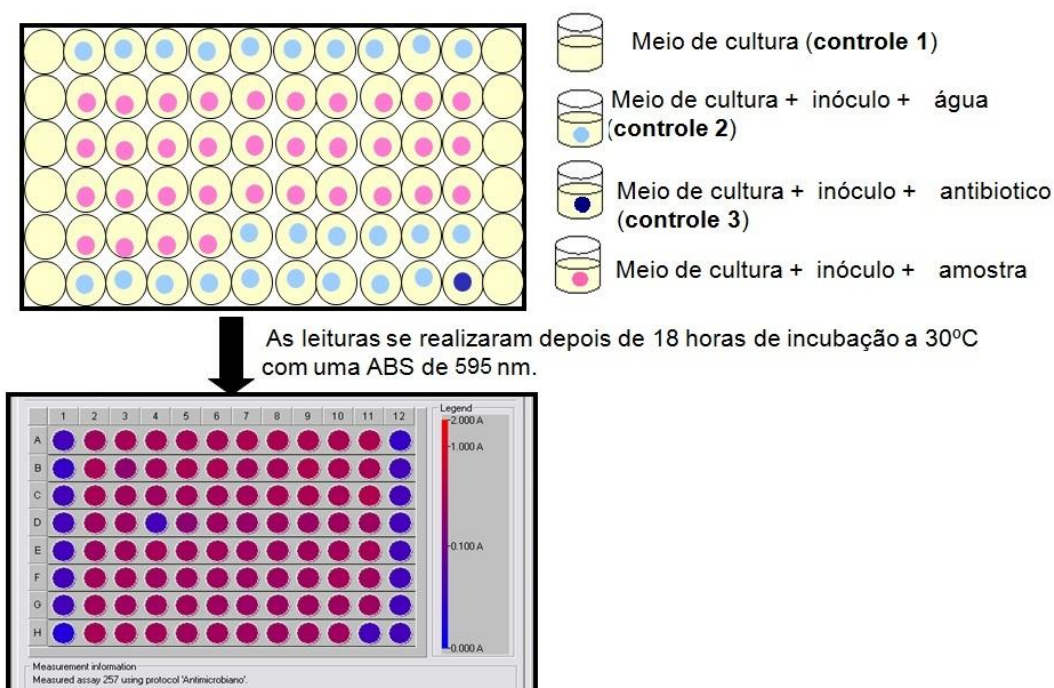 Meio de cultura (controle 1)
Meio de cultura + inóculo + água
(controle 2)
Meio de cultura + inóculo + antibiotico
(controle 3)
Meio de cultura + inóculo + amostra
As leituras se realizaram depois de 18 horas de incubação a 30ºC
com uma ABS de 595 nm.
Legend
1 2 3 4 5 6 7 8 9 10 11 12
2.000 A
A
1.000 A
B
C
D
0.100 A
E
F
G
H
0.000 A
Measurement information
Measured assay 257 using protocol 'Antimicrobiano'.